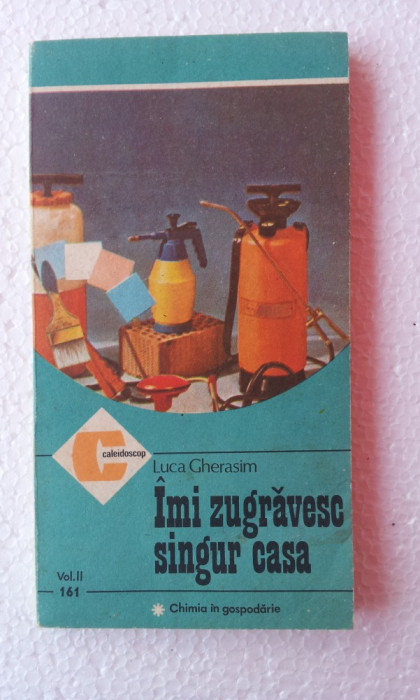 caleidoscop
Luca Gherasim
Îmi zugrăvesc
singur casa
Vol. II
161
Chimia în gospodărie